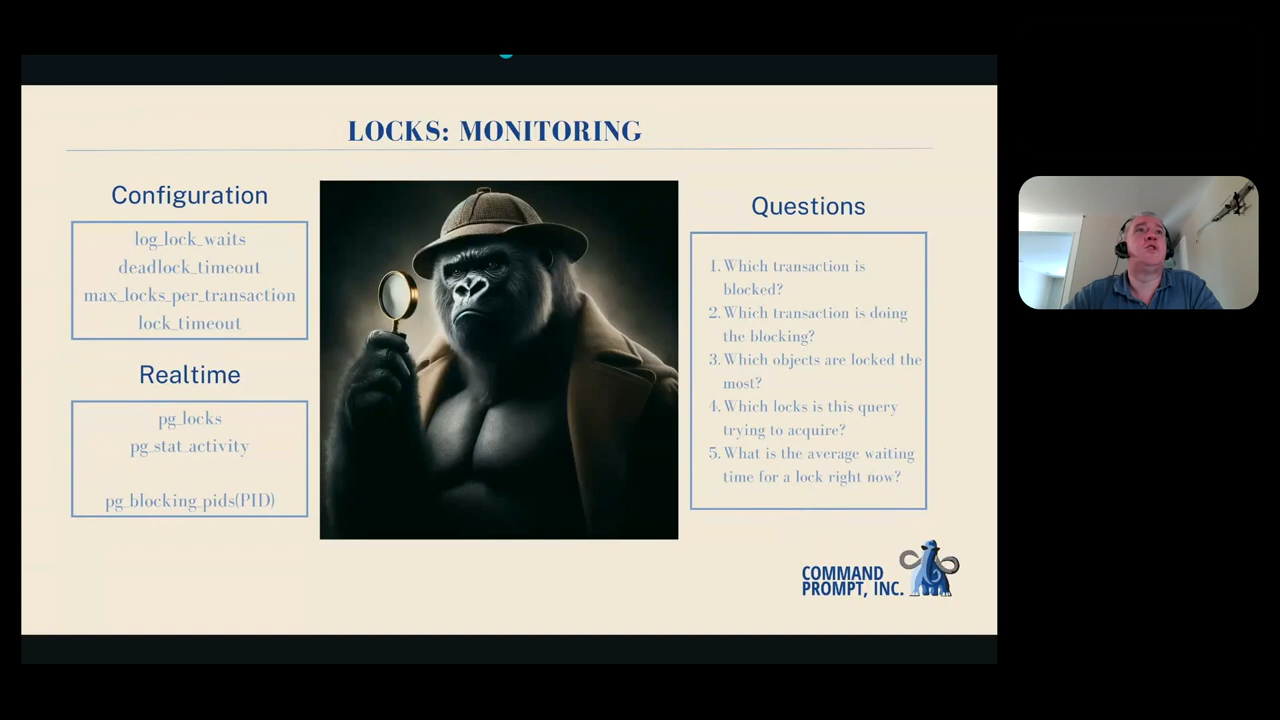 LOCKS: MONITORING
Configuration
log_lock_waits
deadlock_timeout
max_locks_per_transaction
lock_timeout
Realtime
pg_locks
pg_stat_activity
pg_blocking_pids(PID)
Questions
1. Which transaction is
blocked?
2. Which transaction is doing
the blocking?
3. Which objects are locked the
most?
4. Which locks is this query
trying to acquire?
5. What is the average waiting
time for a lock right now?
COMMAND
PROMPT, INC.